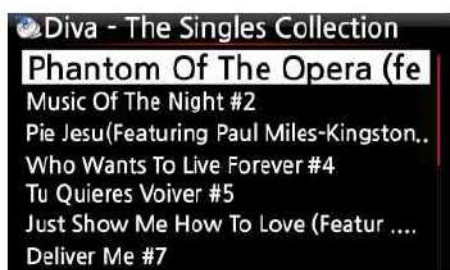 Diva - The Singles Collection
Phantom Of The Opera (fe
Music Of The Night #2
Pie Jesu(Featuring Paul Miles-Kingston..
Who Wants To Live Forever #4
Tu Quieres Voiver #5
Just Show Me How To Love (Featur ....
Deliver Me #7